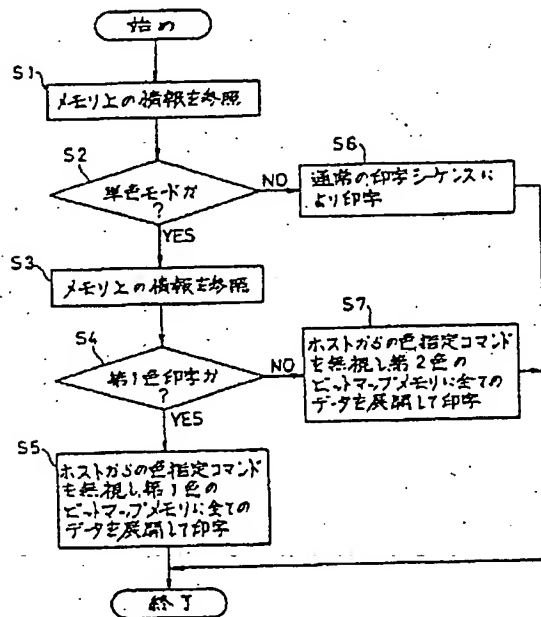 始め
S1
メモリ上の情報を参照
S2
単色モードか
?
NO
YES
S6
通常の印字シーケンスに
より印字
S3
メモリ上の情報を参照
S4
第1色印字か
?
NO
YES
S7
ホストからの色指定コマンド
を無視し第2色の
ビットマップメモリに全ての
データを展開して印字
S5
ホストからの色指定コマンド
を無視し第1色の
ビットマップメモリに全ての
データを展開して印字
終了